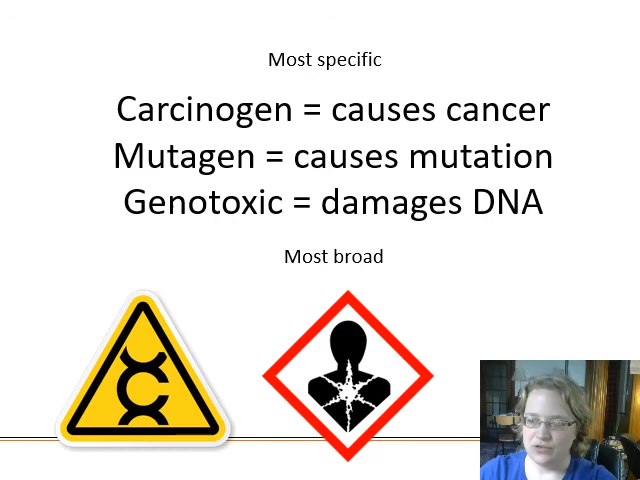 Most specific
Carcinogen = causes cancer
Mutagen = causes mutation
Genotoxic = damages DNA
Most broad